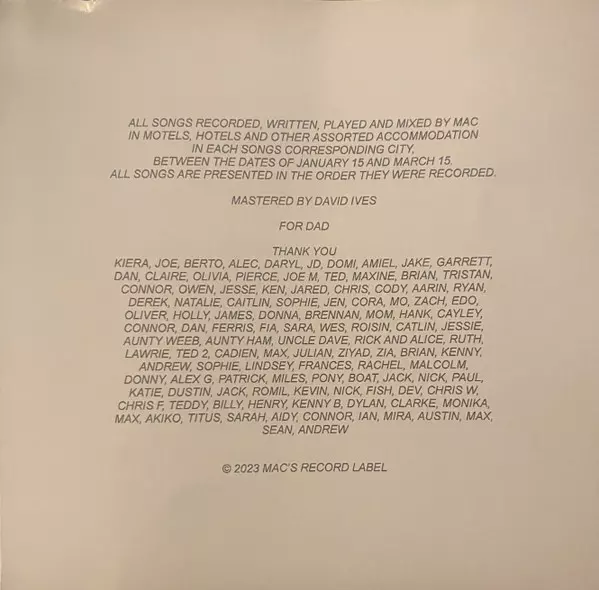 ALL SONGS RECORDED, WRITTEN, PLAYED AND MIXED BY MAC
IN MOTELS, HOTELS AND OTHER ASSORTED ACCOMMODATION
IN EACH SONGS CORRESPONDING CITY,
BETWEEN THE DATES OF JANUARY 15 AND MARCH 15.
ALL SONGS ARE PRESENTED IN THE ORDER THEY WERE RECORDED.
MASTERED BY DAVID IVES
FOR DAD
THANK YOU
KIERA, JOE, BERTO, ALEC, DARYL, JD, DOMI, AMIEL, JAKE, GARRETT,
DAN, CLAIRE, OLIVIA, PIERCE, JOE M, TED, MAXINE, BRIAN, TRISTAN,
CONNOR, OWEN, JESSE, KEN, JARED, CHRIS, CODY, AARIN, RYAN,
DEREK, NATALIE, CAITLIN, SOPHIE, JEN, CORA, MO, ZACH, EDO,
OLIVER, HOLLY, JAMES, DONNA, BRENNAN, MOM, HANK, CAYLEY,
CONNOR, DAN, FERRIS, FIA, SARA, WES, ROISIN, CATLIN, JESSIE,
AUNTY WEEB, AUNTY HAM, UNCLE DAVE, RICK AND ALICE, RUTH,
LAWRIE, TED 2, CADIEN, MAX, JULIAN, ZIYAD, ZIA, BRIAN, KENNY,
ANDREW, SOPHIE, LINDSEY, FRANCES, RACHEL, MALCOLM,
DONNY, ALEX G, PATRICK, MILES, PONY, BOAT, JACK, NICK, PAUL,
KATIE, DUSTIN, JACK, ROMIL, KEVIN, NICK, FISH, DEV, CHRIS W,
CHRIS F, TEDDY, BILLY, HENRY, KENNY B, DYLAN, CLARKE, MONIKA,
MAX, AKIKO, TITUS, SARAH, AIDY, CONNOR, IAN, MIRA, AUSTIN, MAX,
SEAN, ANDREW
© 2023 MAC'S RECORD LABEL